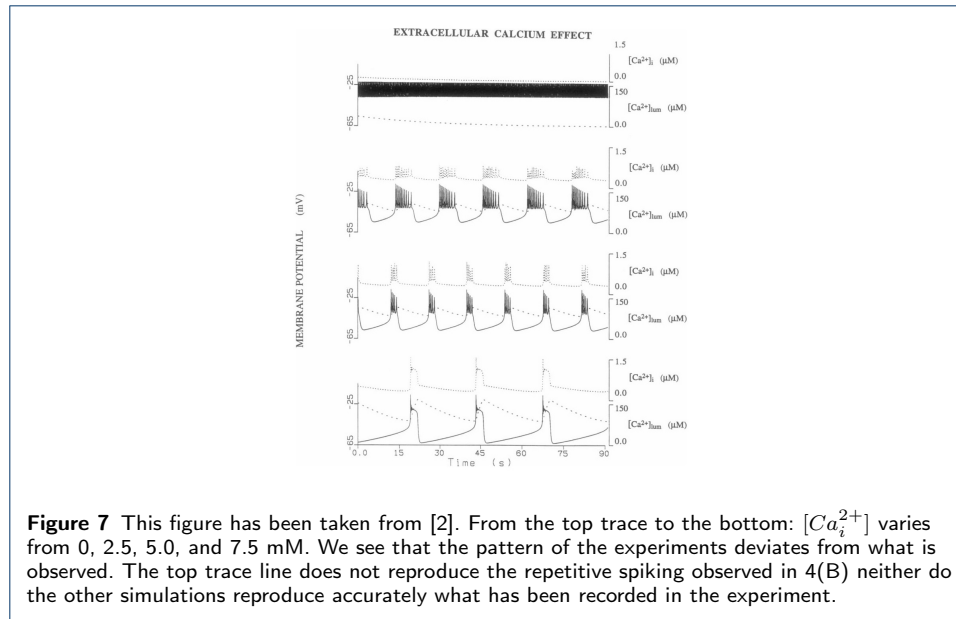 EXTRACELLULAR CALCIUM EFFECT
1.5
[Ca²⁺]ᵢ (μM)
0.0
-25
150
[Ca²⁺]lum (μM)
-65
0.0
1.5
[Ca²⁺]ᵢ (μM)
0.0
-25
150
[Ca²⁺]lum (μM)
-65
0.0
MEMBRANE POTENTIAL (mV)
1.5
[Ca²⁺]ᵢ (μM)
0.0
-25
150
[Ca²⁺]lum (μM)
-65
0.0
1.5
[Ca²⁺]ᵢ (μM)
0.0
-25
150
[Ca²⁺]lum (μM)
-65
0.0
0.0 15 30 45 60 75 90
Time (s)
Figure 7 This figure has been taken from [2]. From the top trace to the bottom: [Ca²⁺ᵢ] varies
from 0, 2.5, 5.0, and 7.5 mM. We see that the pattern of the experiments deviates from what is
observed. The top trace line does not reproduce the repetitive spiking observed in 4(B) neither do
the other simulations reproduce accurately what has been recorded in the experiment.